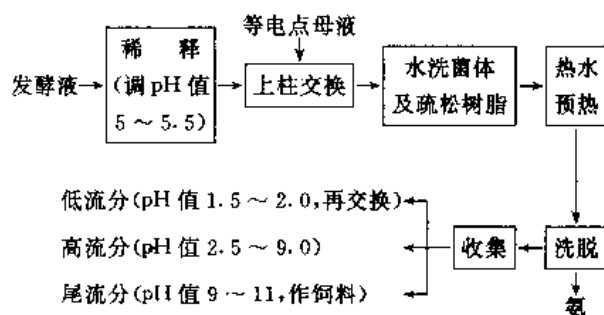 等电点母液
发酵液
稀 释
(调pH值
5～5.5)
上柱交换
水洗菌体
及疏松树脂
热水
预热
低流分(pH值1.5～2.0,再交换)
高流分(pH值2.5～9.0)
尾流分(pH值9～11,作饲料)
收集
洗脱
氨